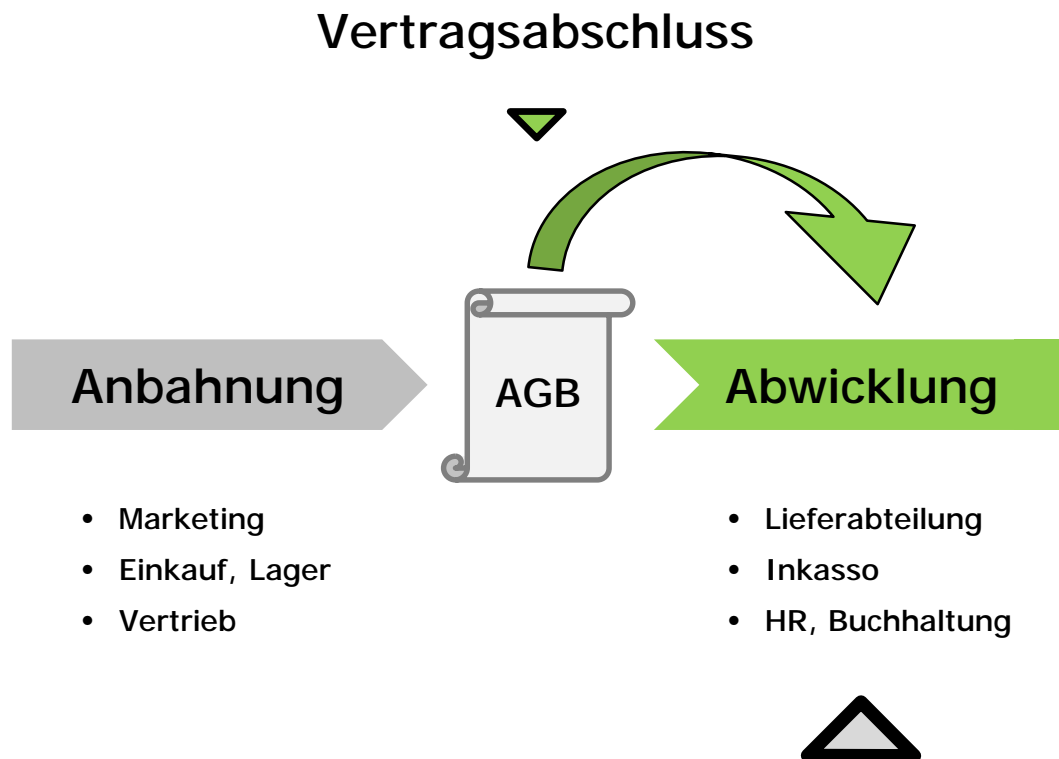 Vertragsabschluss
Anbahnung
AGB
Abwicklung
• Marketing
• Einkauf, Lager
• Vertrieb
• Lieferabteilung
• Inkasso
• HR, Buchhaltung